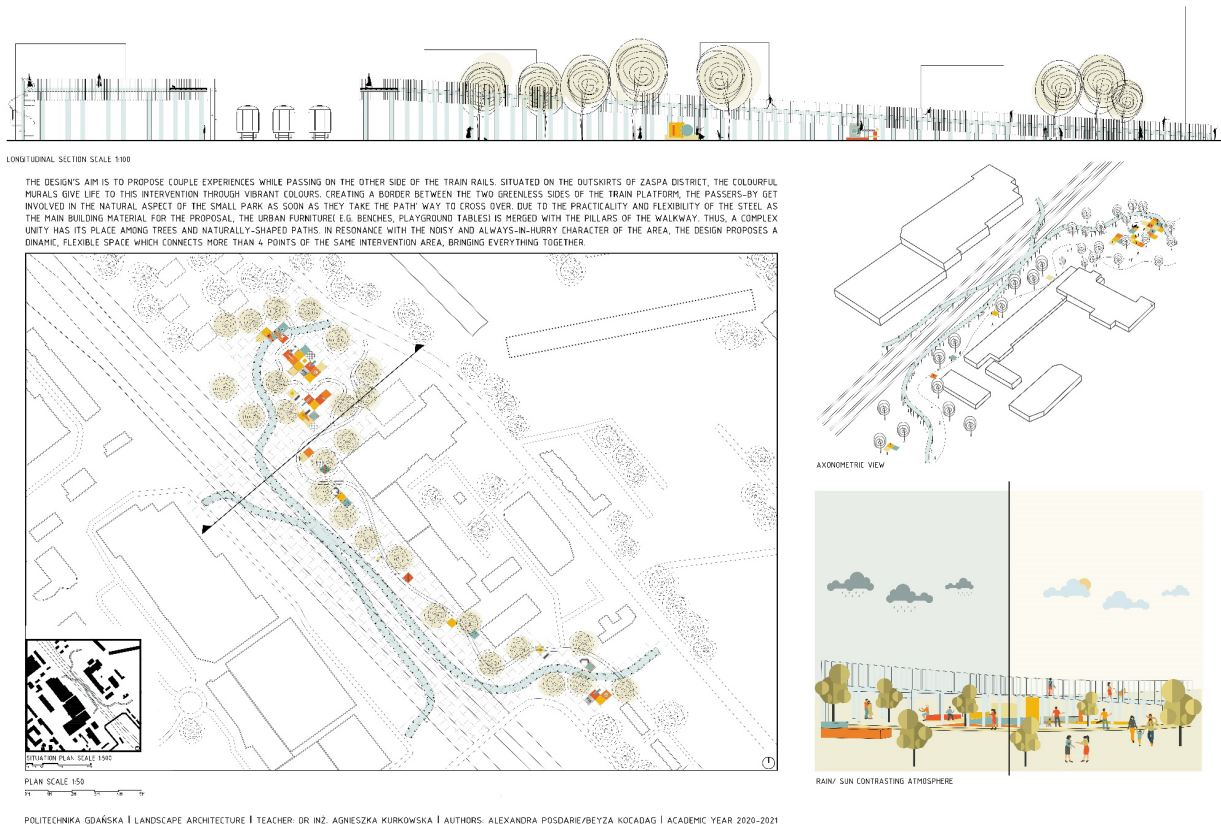 LONGITUDINAL SECTION SCALE 1:100
THE DESIGN'S AIM IS TO PROPOSE COUPLE EXPERIENCES WHILE PASSING ON THE OTHER SIDE OF THE TRAIN RAILS. SITUATED ON THE OUTSKIRTS OF ZASPA DISTRICT, THE COLOURFUL
MURALS GIVE LIFE TO THIS INTERVENTION THROUGH VIBRANT COLOURS. CREATING A BORDER BETWEEN THE TWO GREENLESS SIDES OF THE TRAIN PLATFORM, THE PASSERS-BY GET
INVOLVED IN THE NATURAL ASPECT OF THE SMALL PARK AS SOON AS THEY TAKE THE PATH' WAY TO CROSS OVER. DUE TO THE PRACTICALITY AND FLEXIBILITY OF THE STEEL AS
THE MAIN BUILDING MATERIAL FOR THE PROPOSAL, THE URBAN FURNITURE( E.G. BENCHES, PLAYGROUND TABLES) IS MERGED WITH THE PILLARS OF THE WALKWAY. THUS, A COMPLEX
UNITY HAS ITS PLACE AMONG TREES AND NATURALLY-SHAPED PATHS. IN RESONANCE WITH THE NOISY AND ALWAYS-IN-HURRY CHARACTER OF THE AREA, THE DESIGN PROPOSES A
DINAMIC, FLEXIBLE SPACE WHICH CONNECTS MORE THAN 4 POINTS OF THE SAME INTERVENTION AREA, BRINGING EVERYTHING TOGETHER.
AXONOMETRIC VIEW
SITUATION PLAN SCALE 1:500
RAIN/ SUN CONTRASTING ATMOSPHERE
PLAN SCALE 1:50
POLITECHNIKA GDAŃSKA | LANDSCAPE ARCHITECTURE | TEACHER: DR INŻ. AGNIESZKA KURKOWSKA | AUTHORS: ALEXANDRA POSDARIE/BEYZA KOCADAG | ACADEMIC YEAR 2020-2021